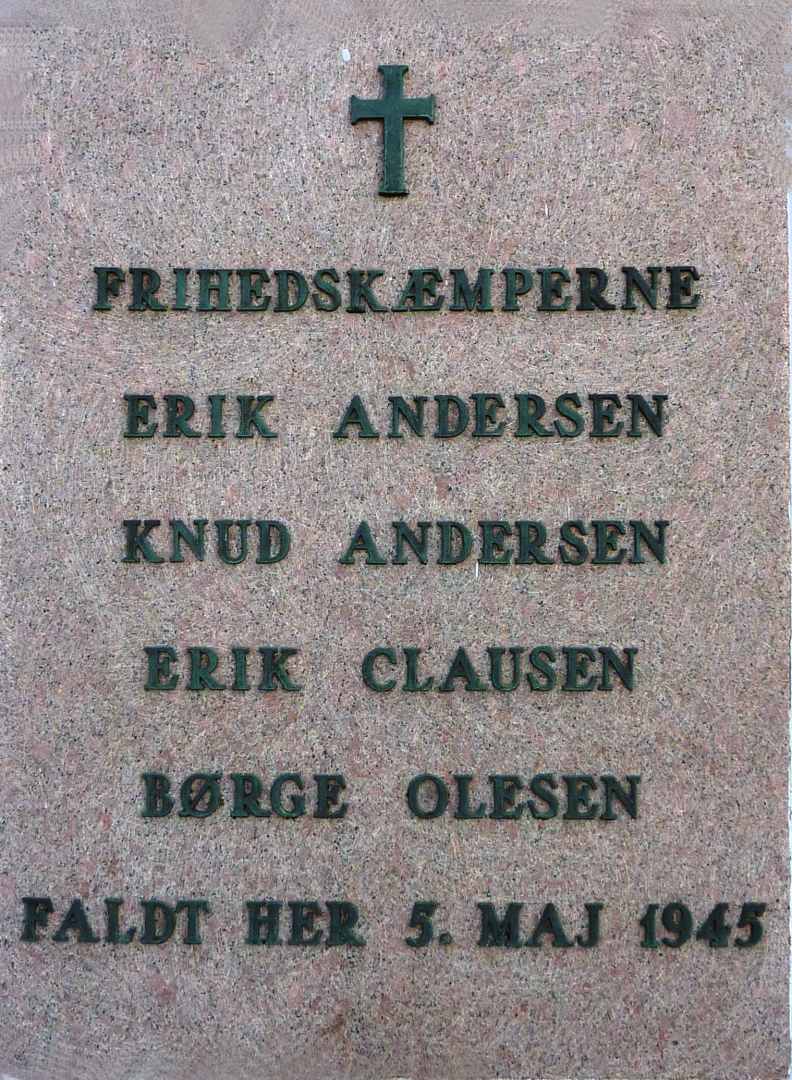 FRIHEDSKÆMPERNE
ERIK ANDERSEN
KNUD ANDERSEN
ERIK CLAUSEN
BØRGE OLESEN
FALDT HER 5. MAJ 1945